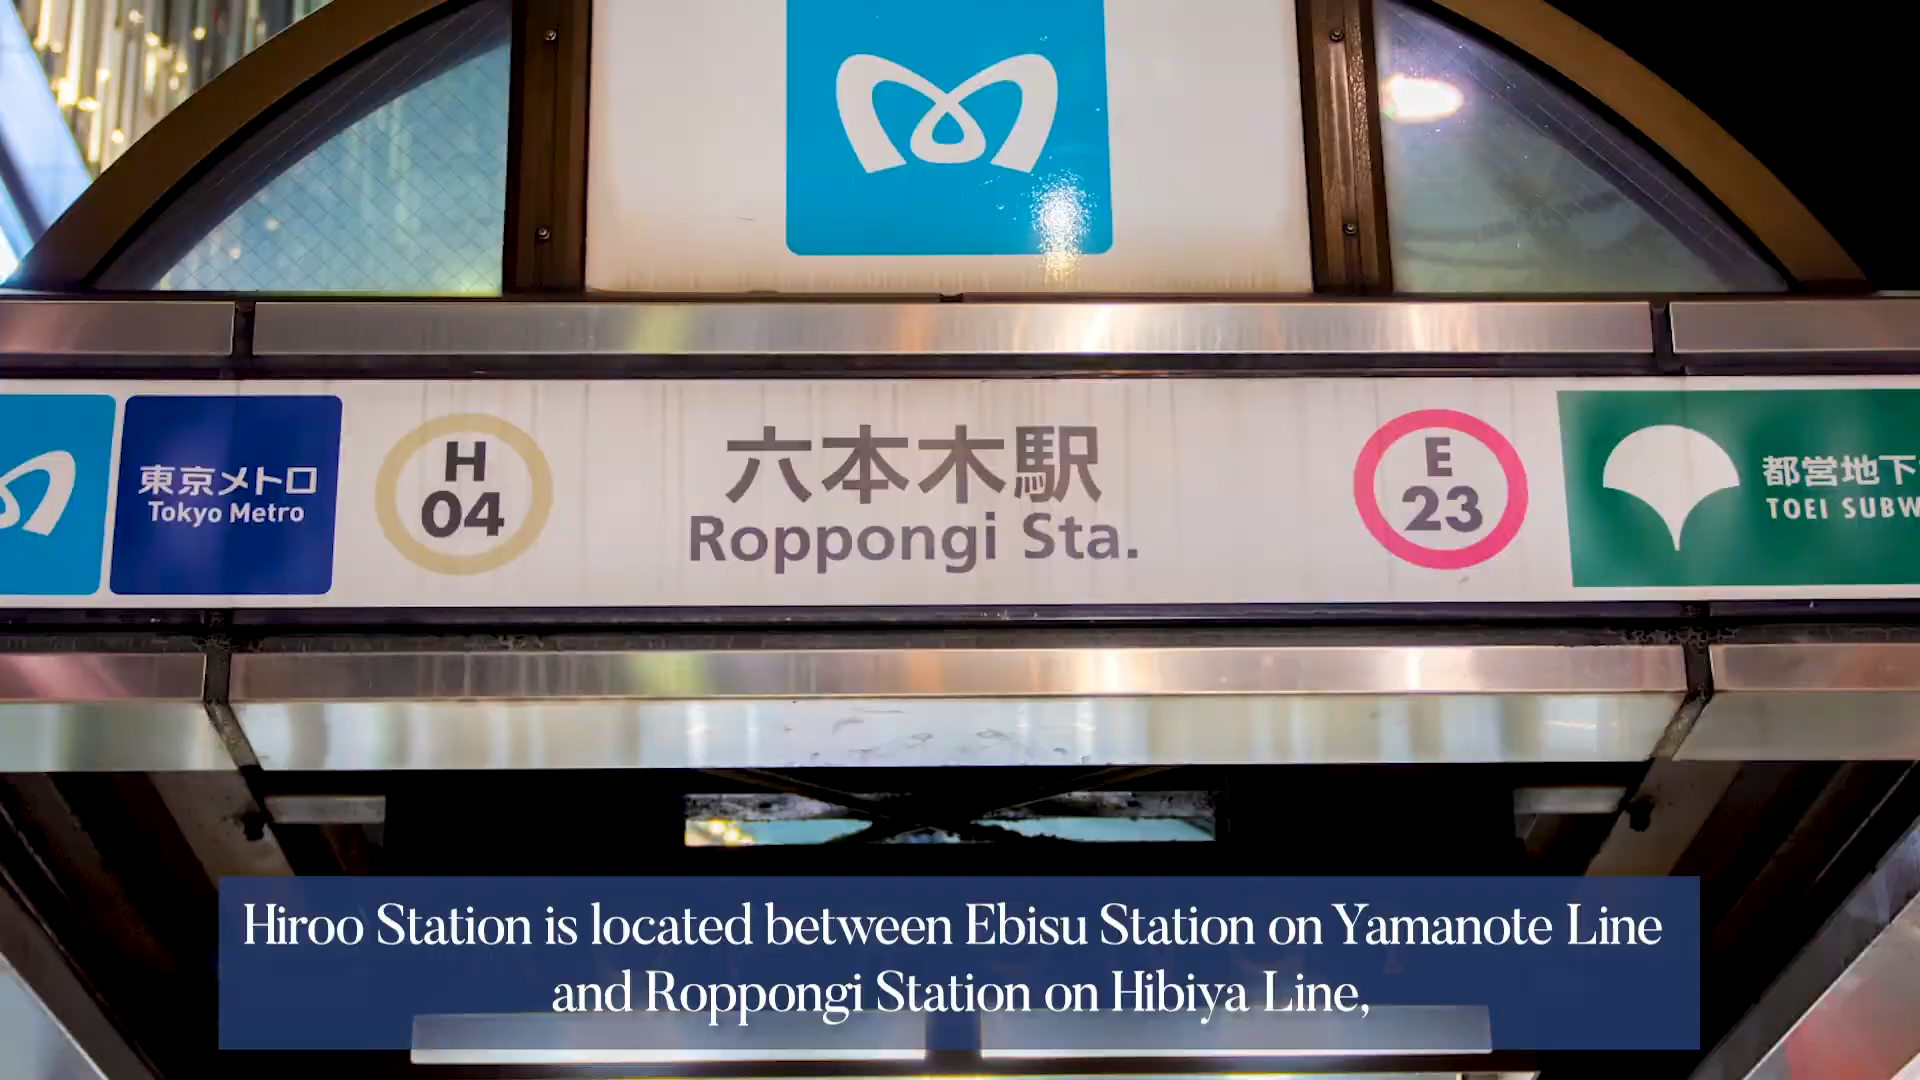 東京メトロ
Tokyo Metro
H
04
六本木駅
Roppongi Sta.
E
23
都営地下
TOEI SUBW
Hiroo Station is located between Ebisu Station on Yamanote Line
and Roppongi Station on Hibiya Line,